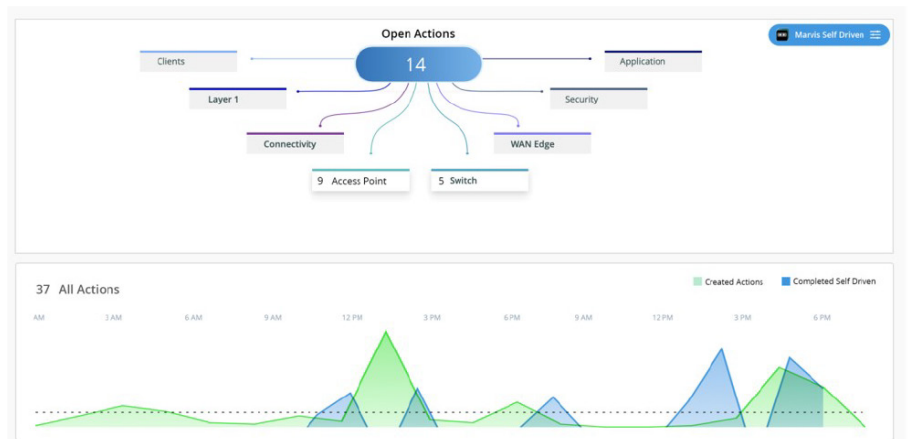 Open Actions
Marvis Self Driven
14
Clients
Application
Layer 1
Security
Connectivity
WAN Edge
9 Access Point
5 Switch
37 All Actions
Created Actions
Completed Self Driven
AM 3 AM 6 AM 9 AM 12 PM 3 PM 6 PM 9 AM 12 PM 3 PM 6 PM